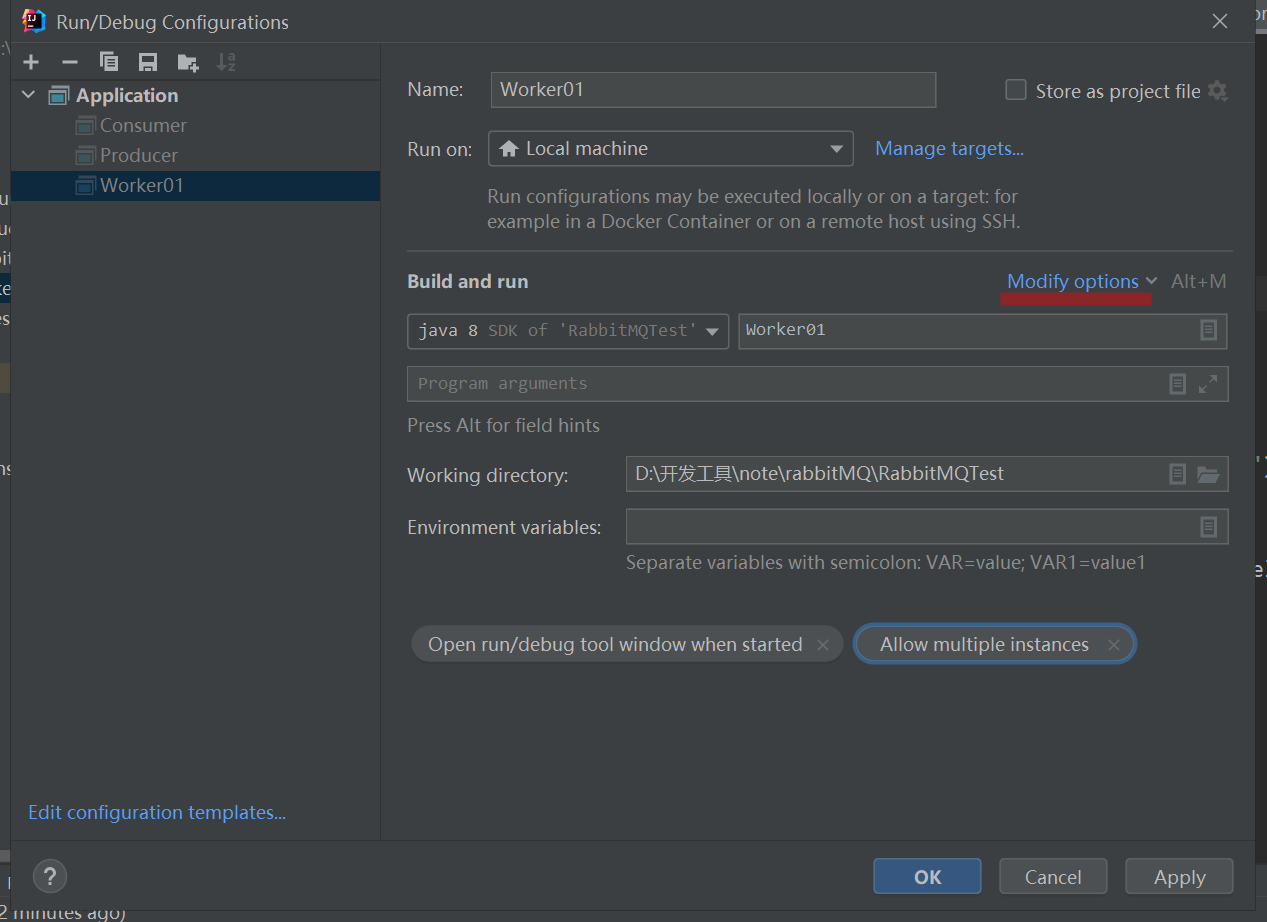 Run/Debug Configurations
Application
Consumer
Producer
Worker01
Edit configuration templates...
Name: Worker01 Store as project file
Run on: Local machine Manage targets...
Run configurations may be executed locally or on a target: for
example in a Docker Container or on a remote host using SSH.
Build and run Modify options Alt+M
java 8 SDK of 'RabbitMQTest' Worker01
Program arguments
Press Alt for field hints
Working directory: D:\开发工具\note\rabbitMQ\RabbitMQTest
Environment variables:
Separate variables with semicolon: VAR=value; VAR1=value1
Open run/debug tool window when started Allow multiple instances
? OK Cancel Apply
2 minutes ago)